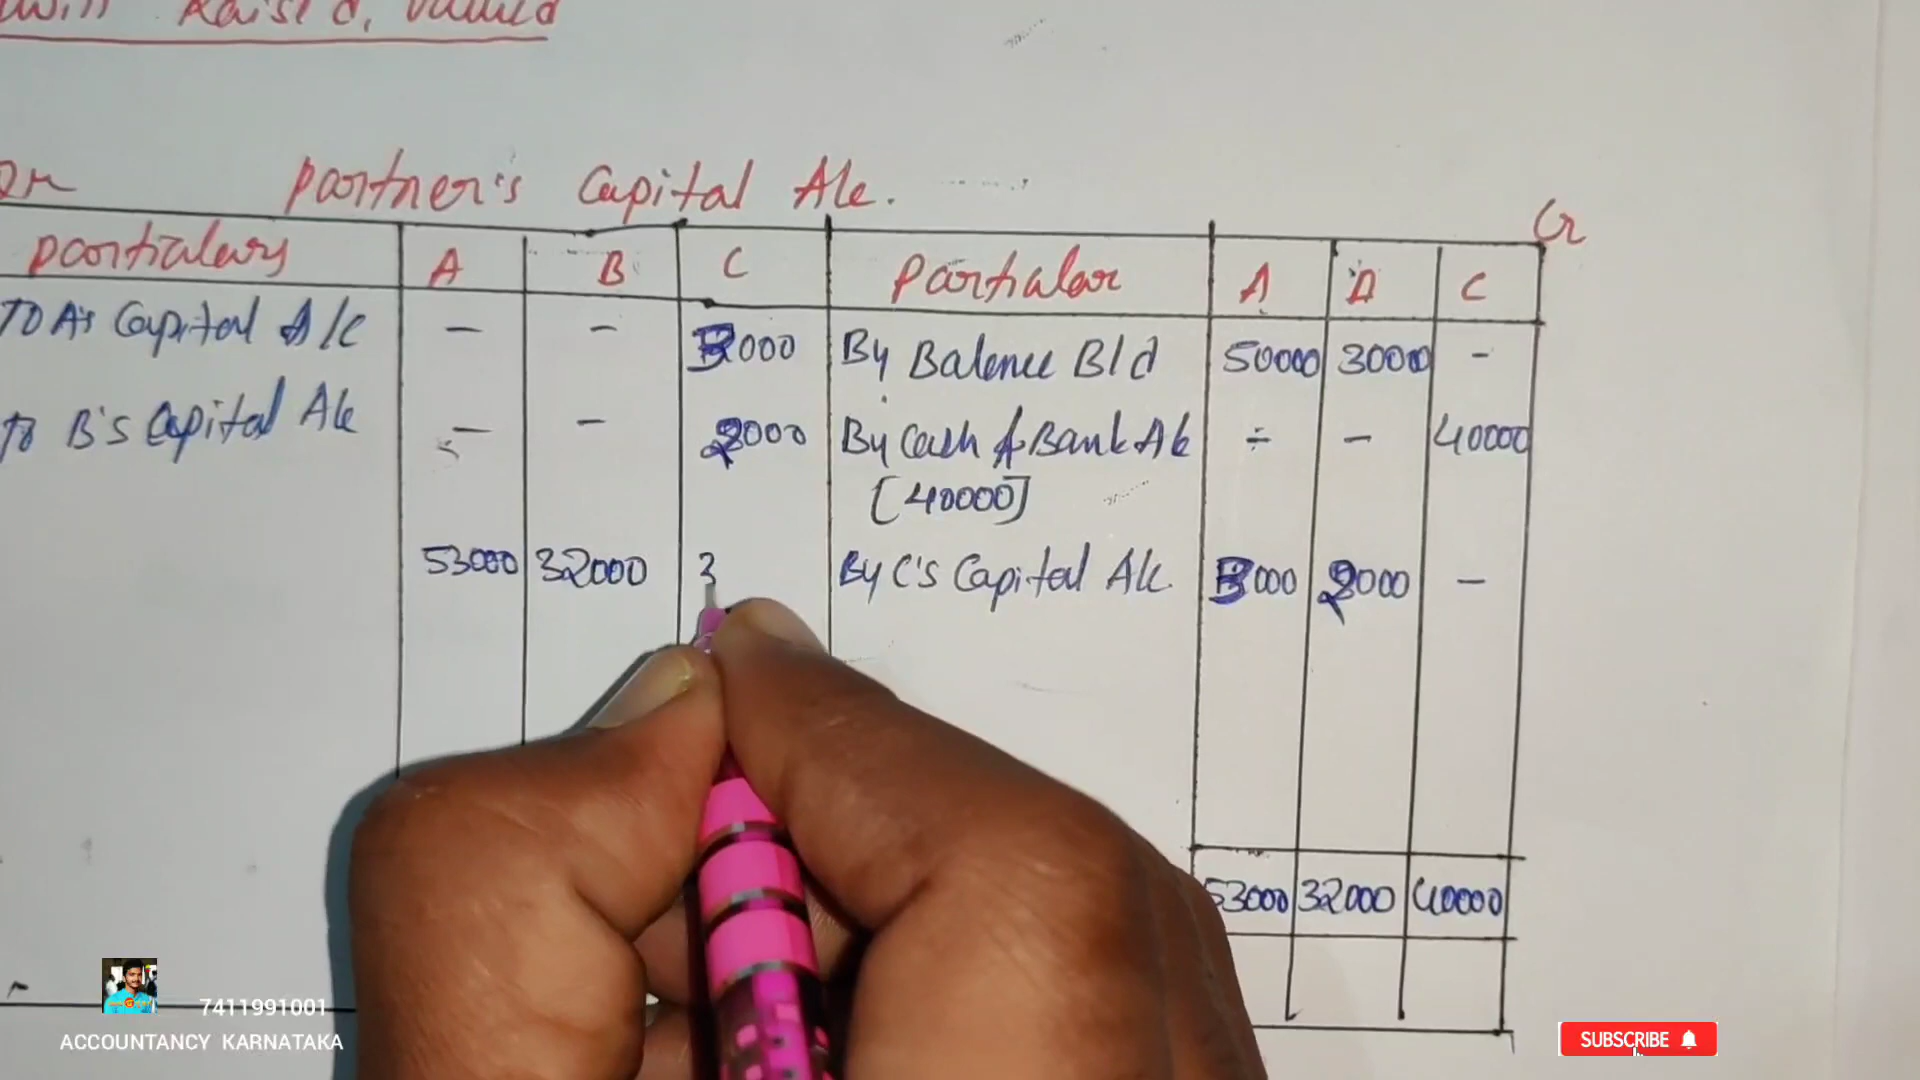 Partner's Capital A/c.
Cr
Particulars A B C Particular A B C
To A's Capital A/c — — 3000 By Balance B/d 50000 30000 -
To B's Capital A/c — — 2000 By Cash & Bank A/c - - 40000
[40000]
53000 32000 3 By C's Capital A/c. 3000 2000 —
53000 32000 40000
7411991001
ACCOUNTANCY KARNATAKA
SUBSCRIBE